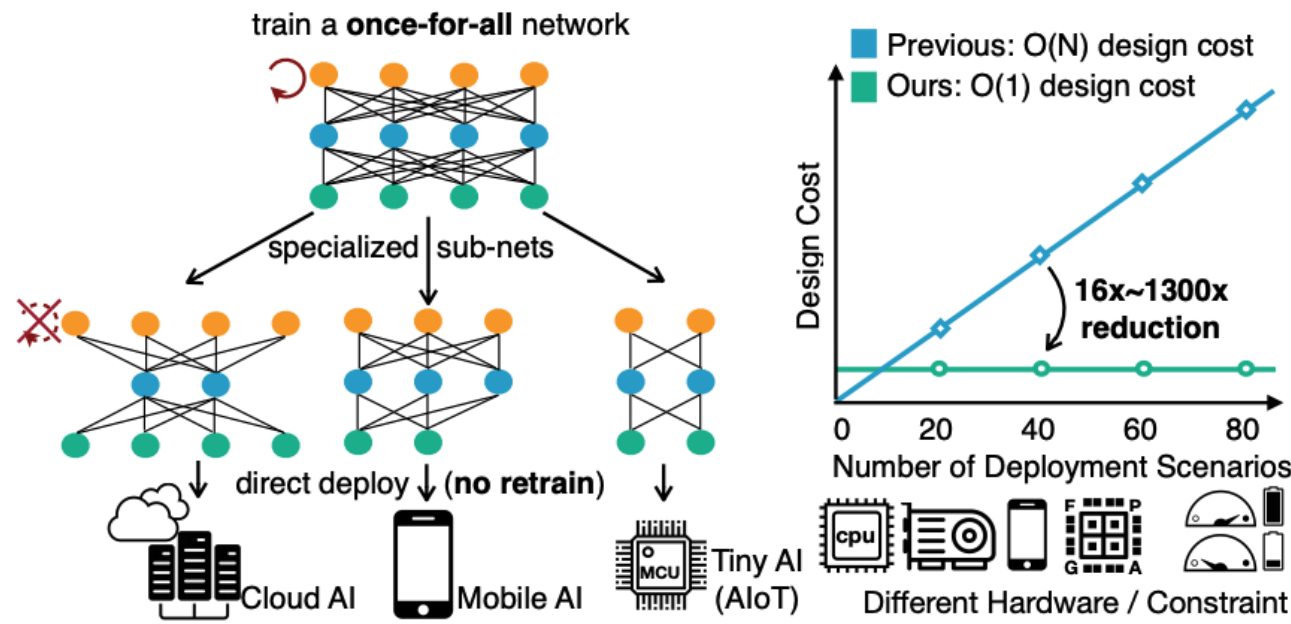 train a once-for-all network
specialized sub-nets
direct deploy (no retrain)
Cloud AI
Mobile AI
MCU
Tiny AI
(AIoT)
Previous: O(N) design cost
Ours: O(1) design cost
Design Cost
16x~1300x
reduction
0 20 40 60 80
Number of Deployment Scenarios
cpu
F P
G A
Different Hardware / Constraint